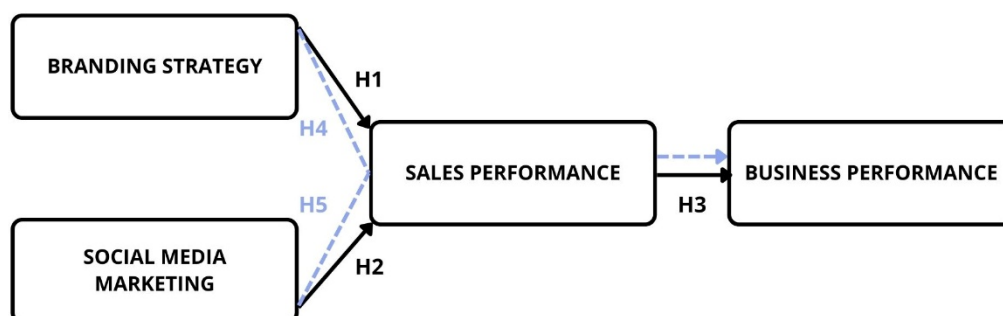 BRANDING STRATEGY
H1
H4
SALES PERFORMANCE
BUSINESS PERFORMANCE
H3
H5
SOCIAL MEDIA
MARKETING
H2